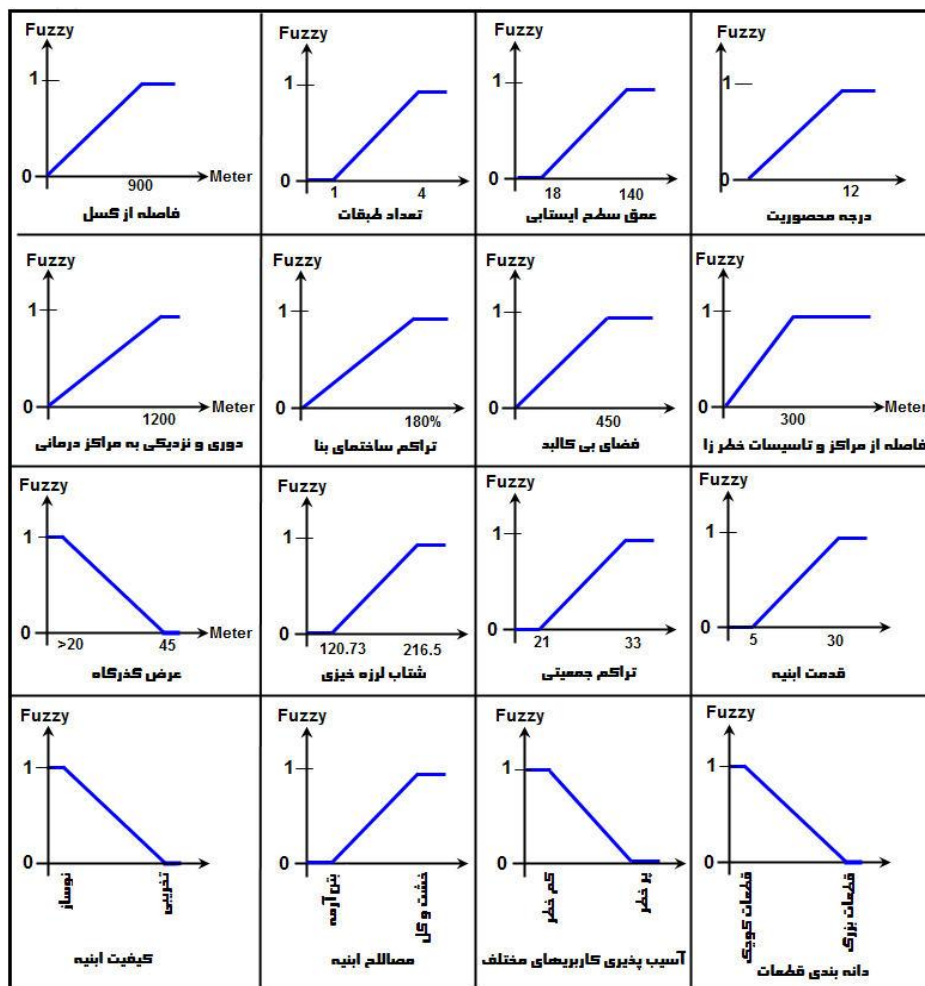 Fuzzy
1
0
900
Meter
فاصله از گسل
Fuzzy
1
0
1
4
تعداد طبقات
Fuzzy
1
0
18
140
عمق سطح ایستابی
Fuzzy
1
0
12
درجه محصوریت
Fuzzy
1
0
1200
Meter
دوری و نزدیکی به مراکز درمانی
Fuzzy
1
0
180%
تراکم ساختمای بنا
Fuzzy
1
0
450
فضای بی کالبد
Fuzzy
1
0
300
Meter
فاصله از مراکز و تاسیسات خطر زا
Fuzzy
1
0
>20
45
Meter
عرض گذرگاه
Fuzzy
1
0
120.73
216.5
شتاب لرزه خیزی
Fuzzy
1
0
21
33
تراکم جمعیتی
Fuzzy
1
0
5
30
قدمت ابنیه
Fuzzy
1
0
نوساز
تخریبی
کیفیت ابنیه
Fuzzy
1
0
بتن آرمه
خشت و گل
مصاللح ابنیه
Fuzzy
1
0
کم خطر
پر خطر
آسیب پذیری کاربریهای مختلف
Fuzzy
1
0
قطعات کوچک
قطعات بزرگ
دانه بندی قطعات